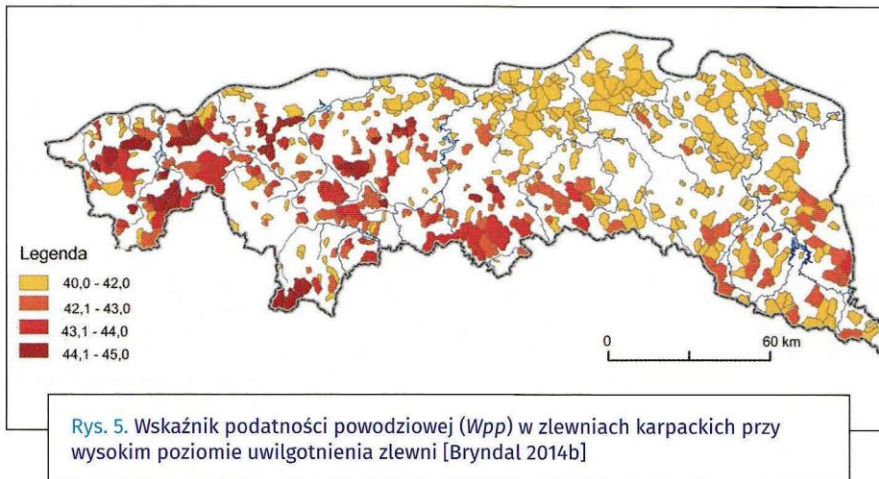 Legenda
40,0 - 42,0
42,1 - 43,0
43,1 - 44,0
44,1 - 45,0
0 60 km
Rys. 5. Wskaźnik podatności powodziowej (Wpp) w zlewniach karpackich przy
wysokim poziomie uwilgotnienia zlewni [Bryndal 2014b]